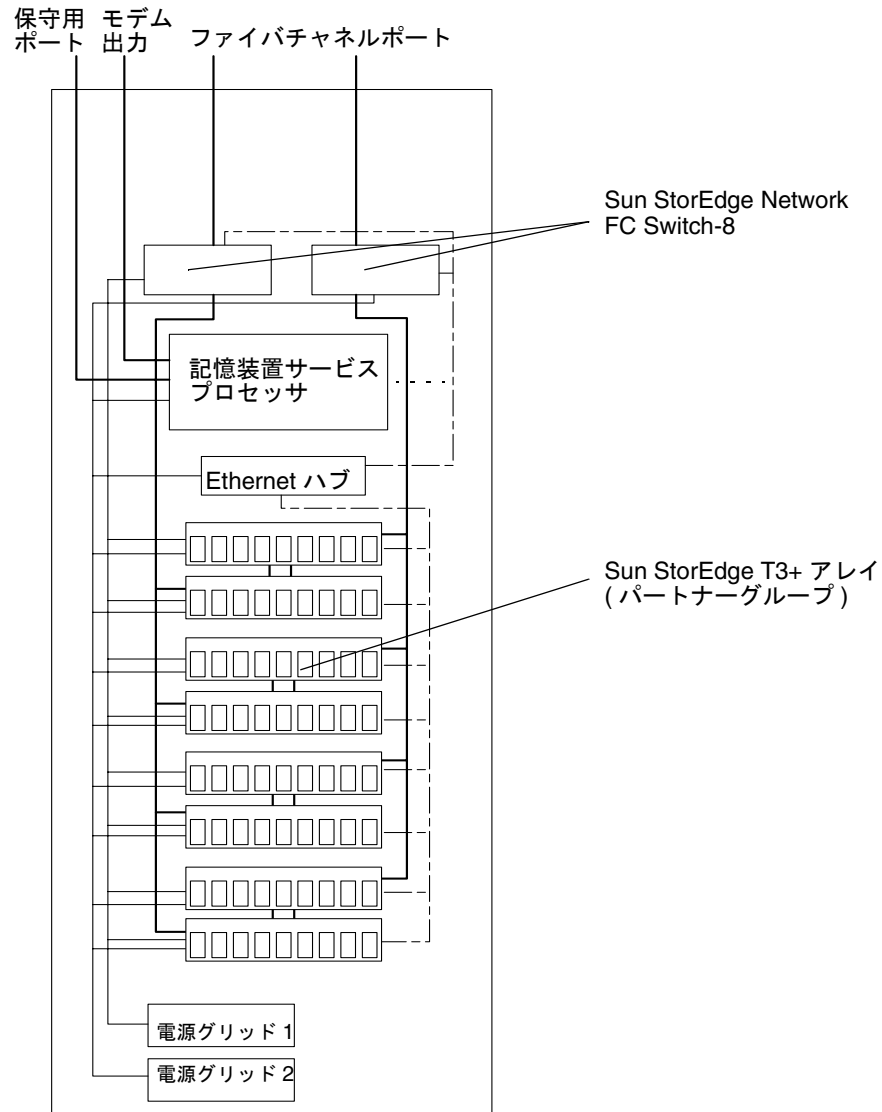 保守用
ポート
モデム
出力
ファイバチャネルポート
Sun StorEdge Network
FC Switch-8
記憶装置サービス
プロセッサ
Ethernet ハブ
Sun StorEdge T3+ アレイ
( パートナーグループ )
電源グリッド 1
電源グリッド 2